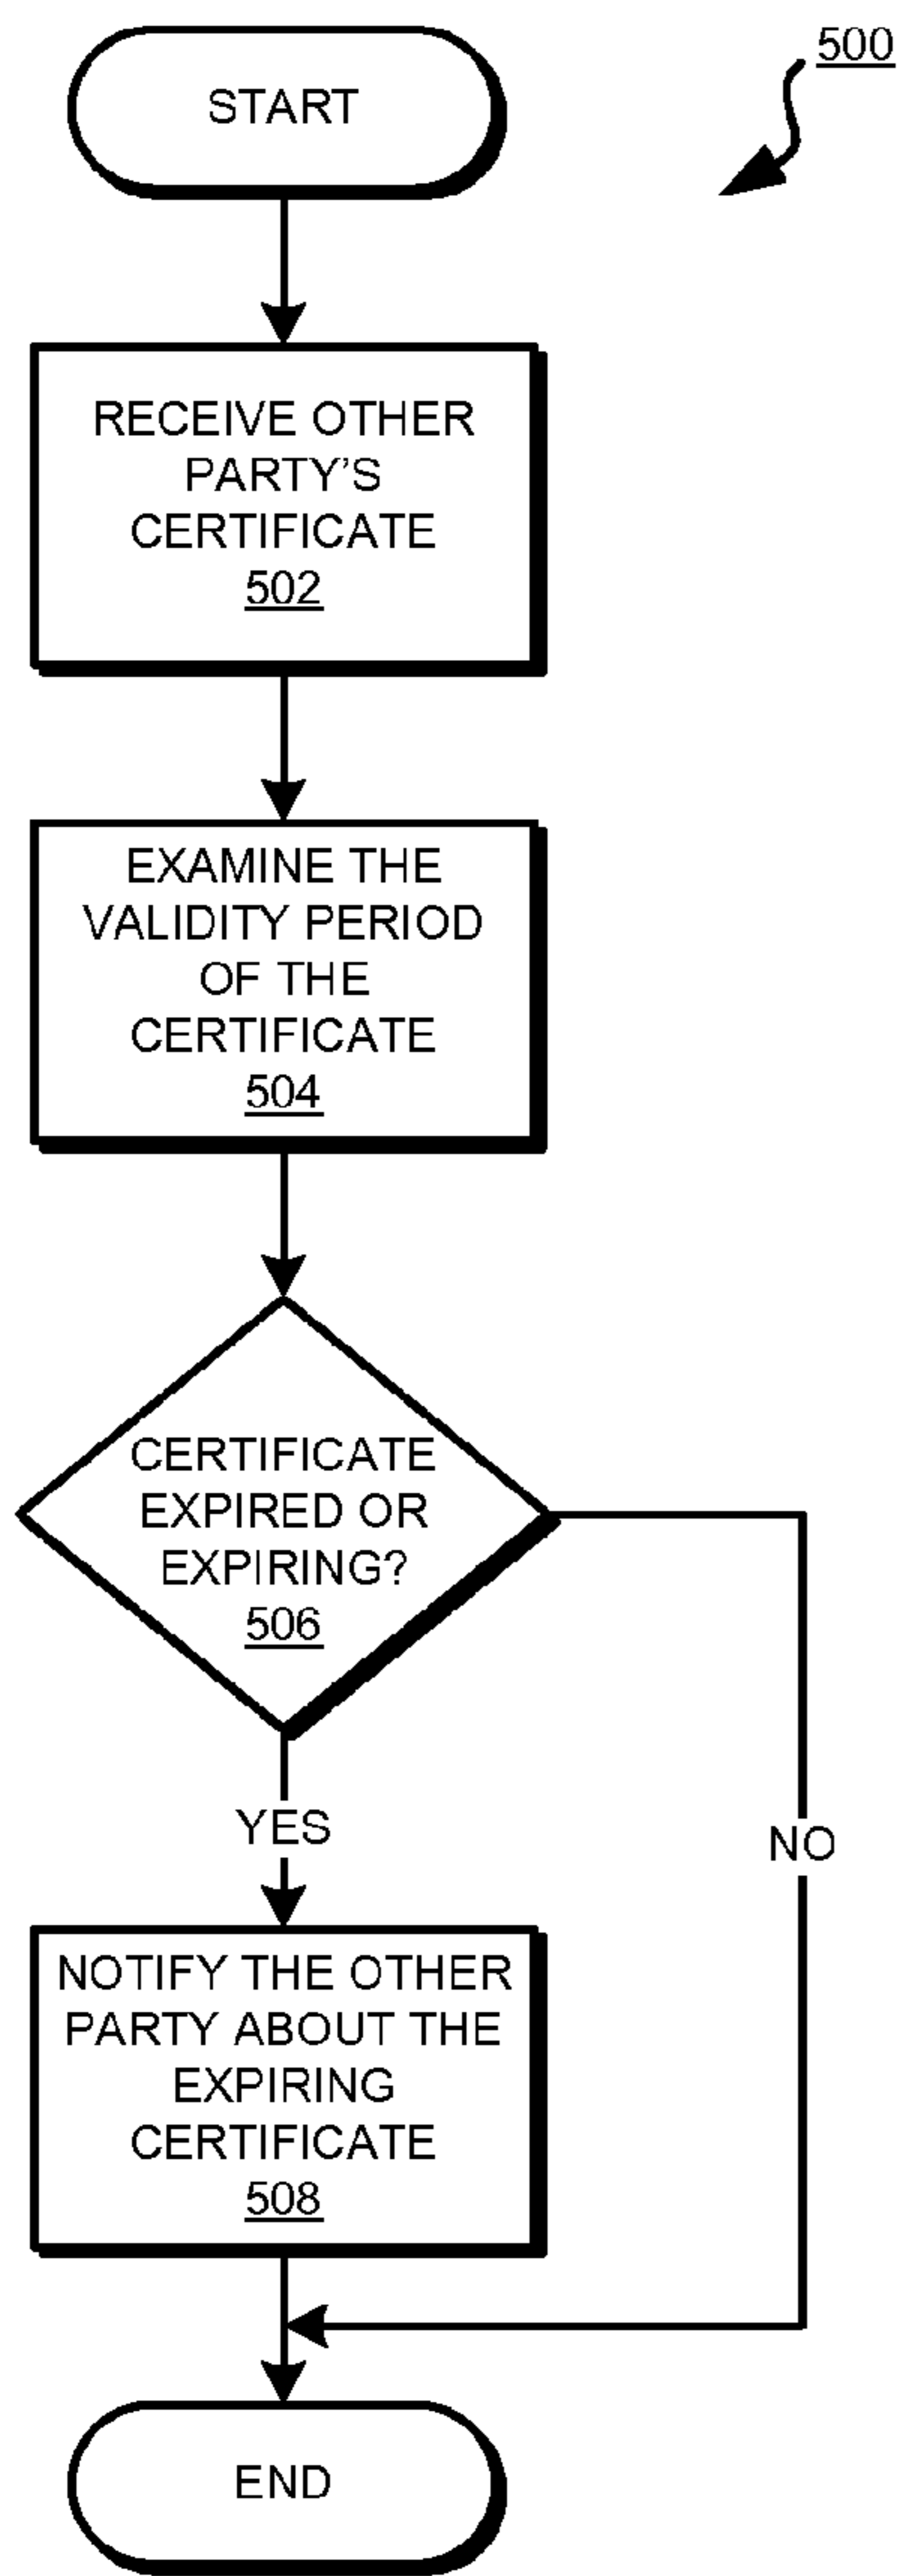 500
START
RECEIVE OTHER
PARTY'S
CERTIFICATE
502
EXAMINE THE
VALIDITY PERIOD
OF THE
CERTIFICATE
504
CERTIFICATE
EXPIRED OR
EXPIRING?
506
YES
NO
NOTIFY THE OTHER
PARTY ABOUT THE
EXPIRING
CERTIFICATE
508
END